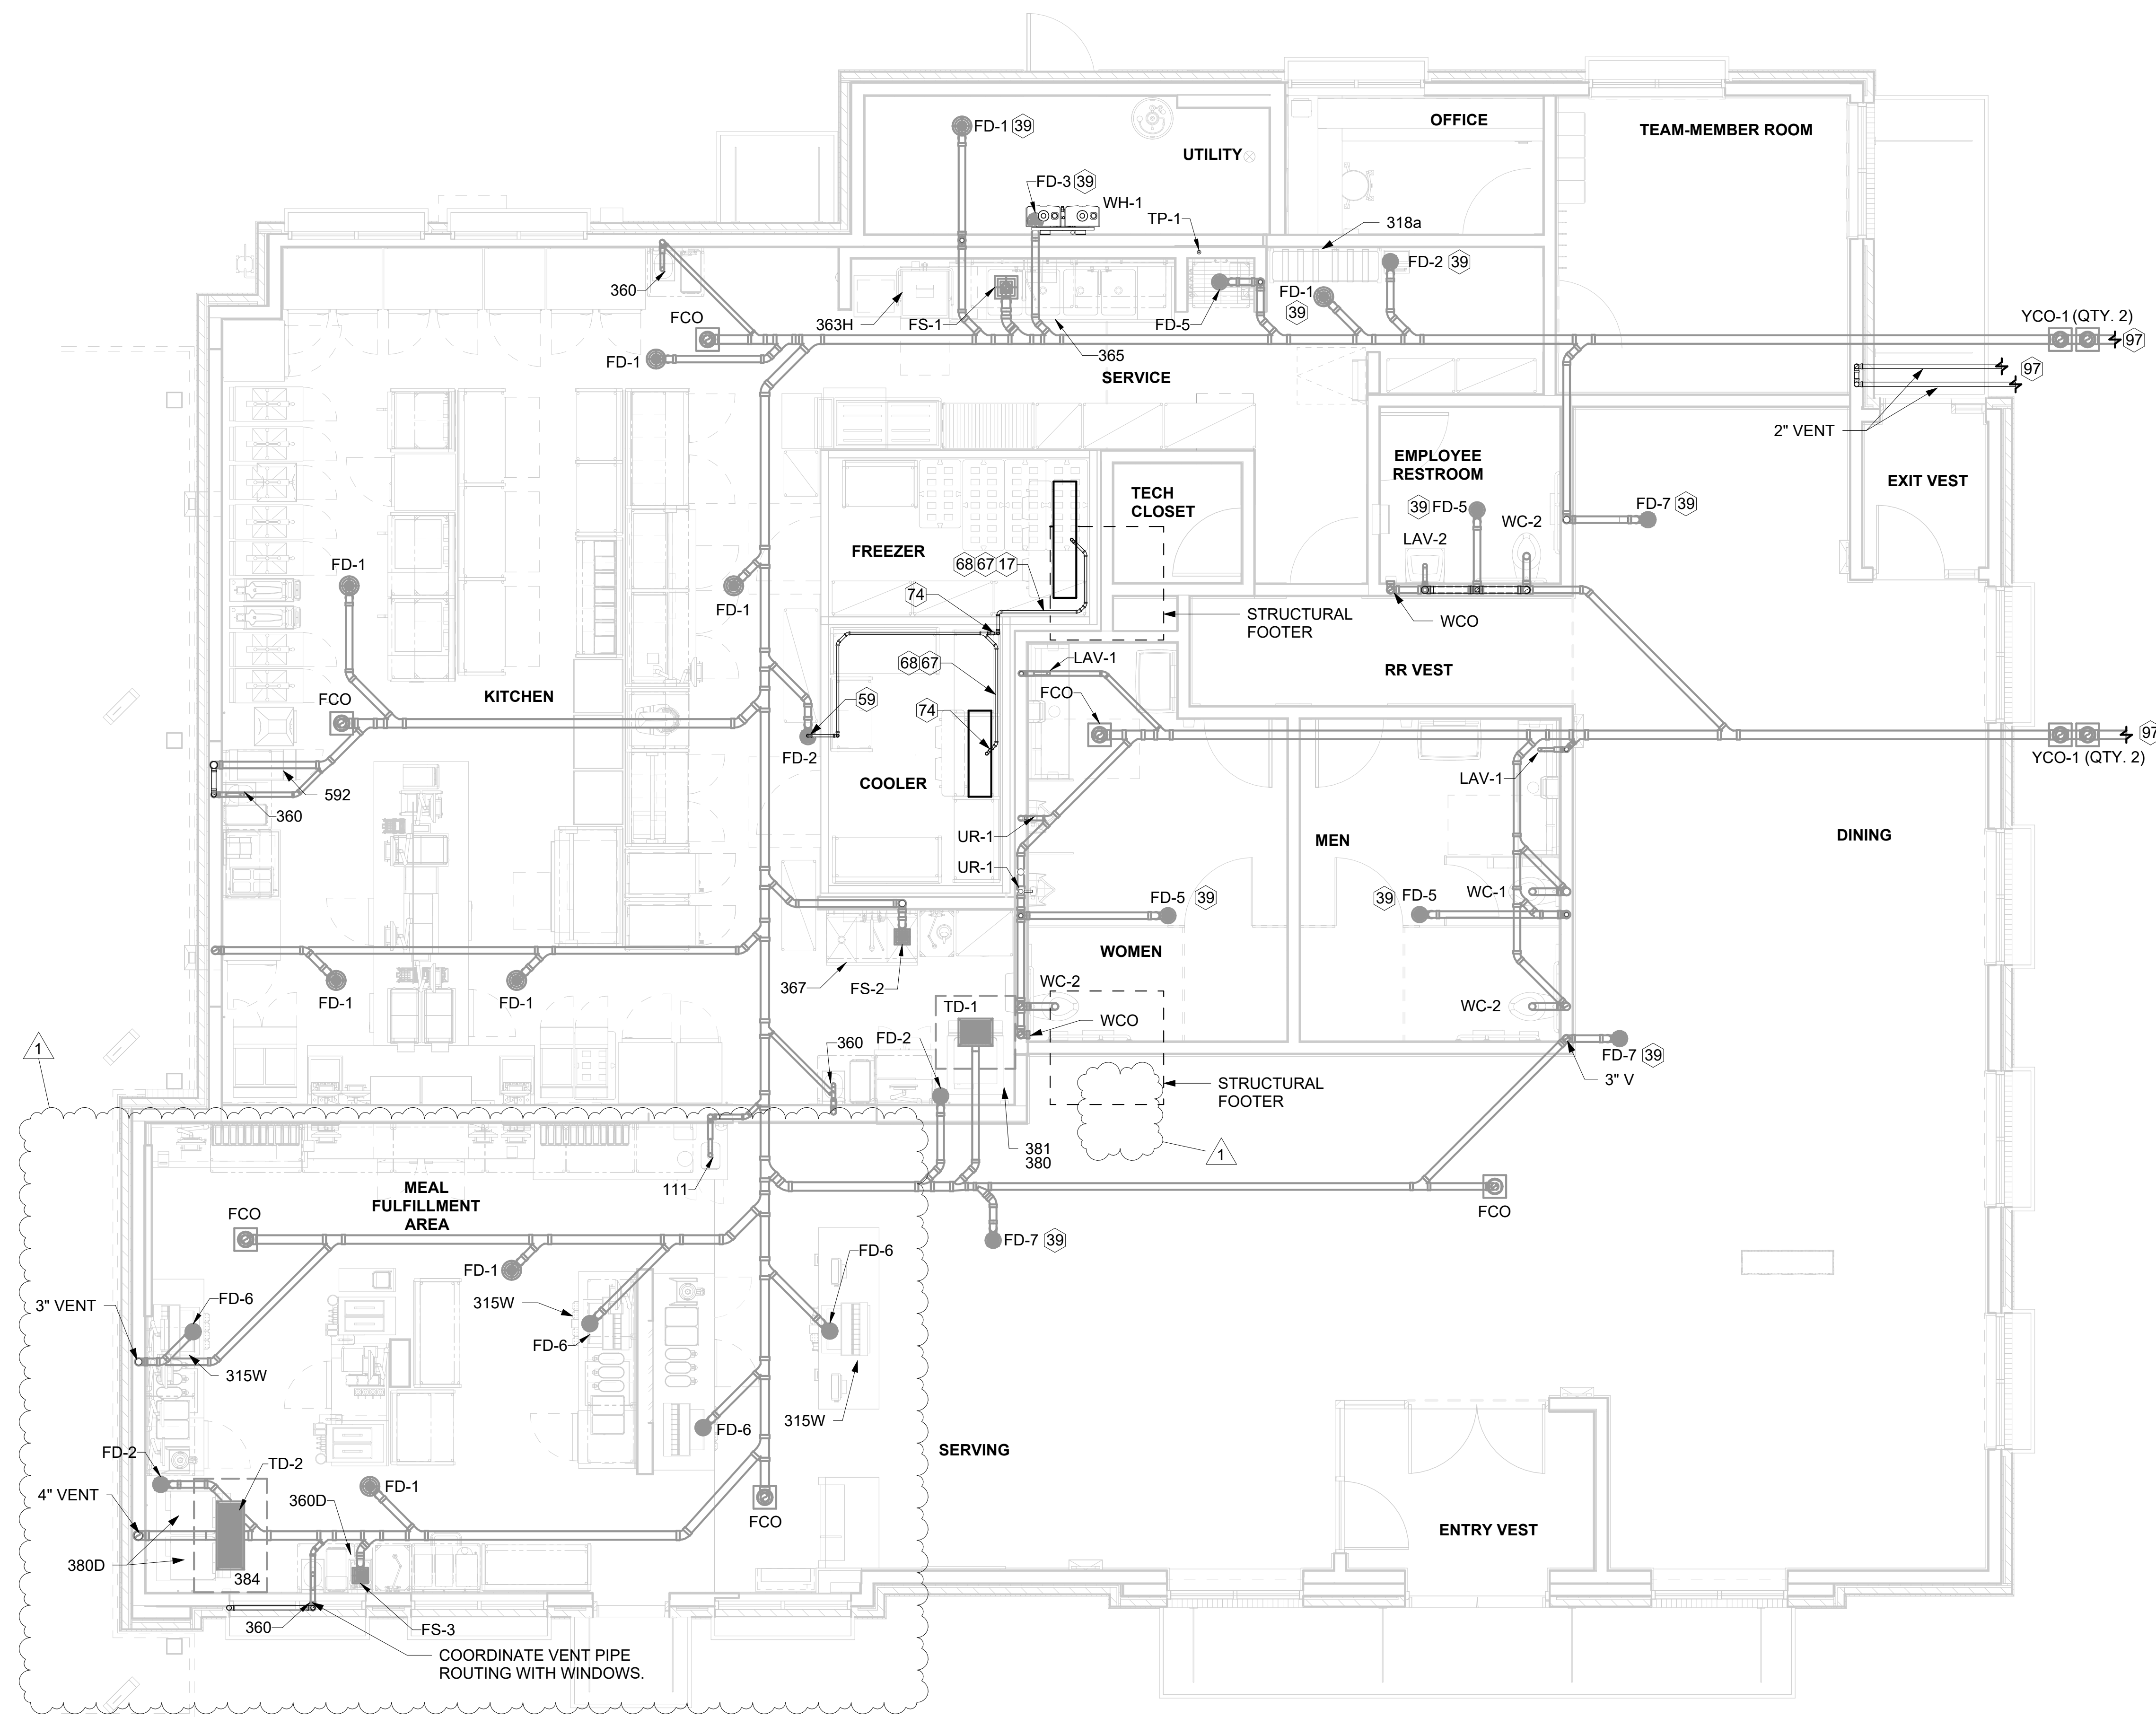 OFFICE
TEAM-MEMBER ROOM
FD-1 39
UTILITY
FD-3 39
WH-1
TP-1
318a
FD-2 39
360
FD-1
39
FCO
363H
FS-1
FD-5
YCO-1 (QTY. 2)
97
FD-1
365
SERVICE
97
2" VENT
EMPLOYEE
RESTROOM
EXIT VEST
TECH
CLOSET
39 FD-5
FD-7 39
WC-2
LAV-2
FREEZER
68 67 17
FD-1
FD-1
74
STRUCTURAL
FOOTER
WCO
68 67
LAV-1
RR VEST
FCO
KITCHEN
59
FCO
74
97
FD-2
YCO-1 (QTY. 2)
COOLER
LAV-1
592
360
UR-1
MEN
DINING
UR-1
WC-1
FD-5 39
39 FD-5
WOMEN
367
FS-2
WC-2
FD-1
FD-1
TD-1
WC-2
WCO
1
360
FD-2
FD-7 39
3" V
STRUCTURAL
FOOTER
381
380
1
111
MEAL
FULFILLMENT
AREA
FCO
FCO
FD-7 39
FD-6
FD-1
3" VENT
FD-6
315W
FD-6
315W
315W
FD-6
SERVING
FD-2
TD-2
FD-1
4" VENT
360D
FCO
ENTRY VEST
380D
384
360
FS-3
COORDINATE VENT PIPE
ROUTING WITH WINDOWS.